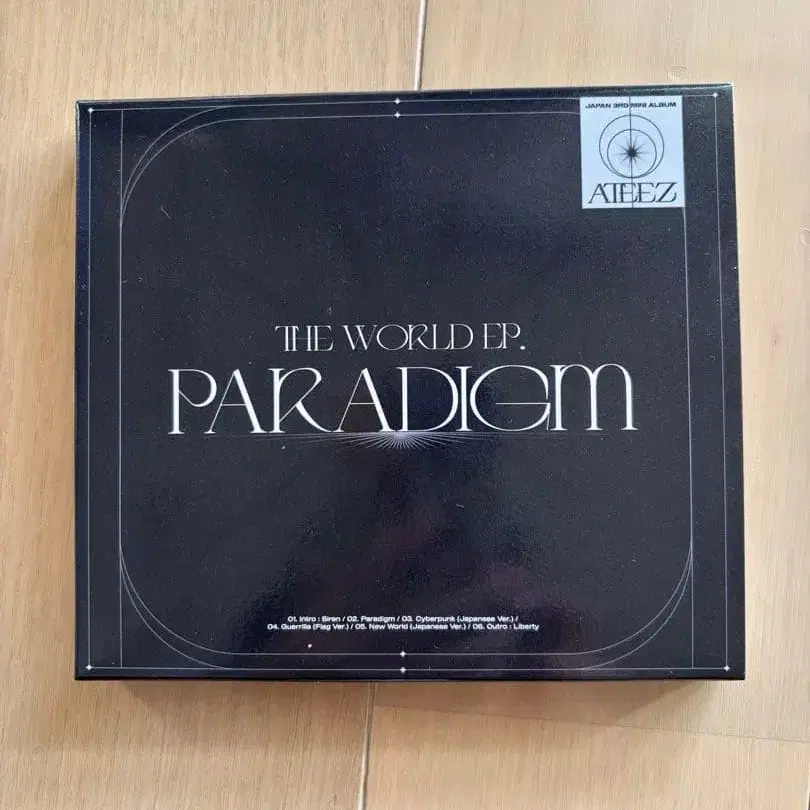 JAPAN 3RD MINI ALBUM
ATEEZ
THE WORLD EP.
PARADIGM
01. Intro : Siren / 02. Paradigm / 03. Cyberpunk (Japanese Ver.) /
04. Guerrilla (Flag Ver.) / 05. New World (Japanese Ver.) / 06. Outro : Liberty